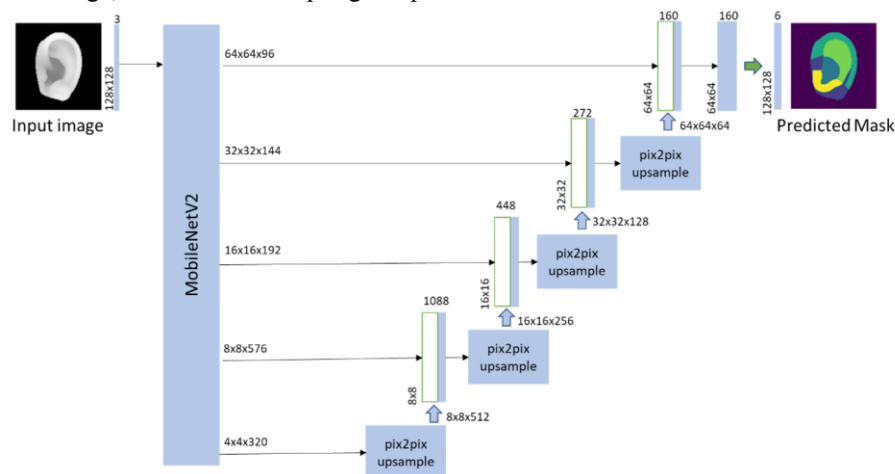 3
128x128
Input image
MobileNetV2
64x64x96
160
64x64
160
64x64
6
128x128
Predicted Mask
64x64x64
pix2pix
upsample
32x32x144
272
32x32
32x32x128
pix2pix
upsample
16x16x192
448
16x16
16x16x256
pix2pix
upsample
8x8x576
1088
8x8
8x8x512
pix2pix
upsample
4x4x320